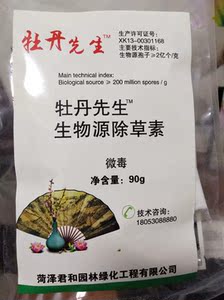 牡丹先生™
生产许可证号:
XK13-00301168
主要技术指标:
生物源孢子≥2亿个/克
Main technical index:
Biological source ≥ 200 million spores / g
牡丹先生™
生物源除草素
微毒
净含量: 90g
技术咨询:
18053088880
菏泽君和园林绿化工程有限公司